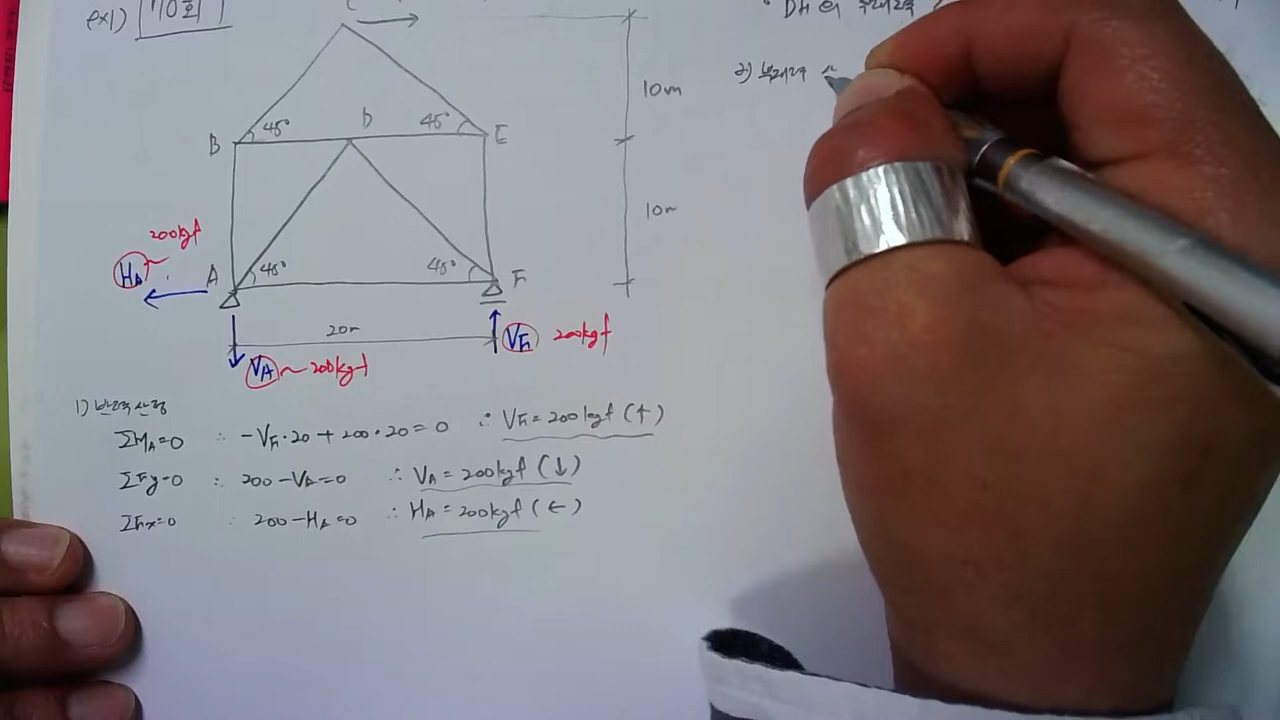 ex1) 110회
10m
D
45°
45°
B
E
10m
200kgf
HA
A
45°
45°
F
20m
VF 200kgf
VA ~ 200kgf
1) 반력산정
ΣMA=0 ∴ -VF·20+200·20=0 ∴ VF=200kgf (↑)
ΣFy=0 : 200-VA=0 ∴ VA=200kgf (↓)
ΣFx=0 : 200-HA=0 ∴ HA=200kgf (←)
2) 부재력